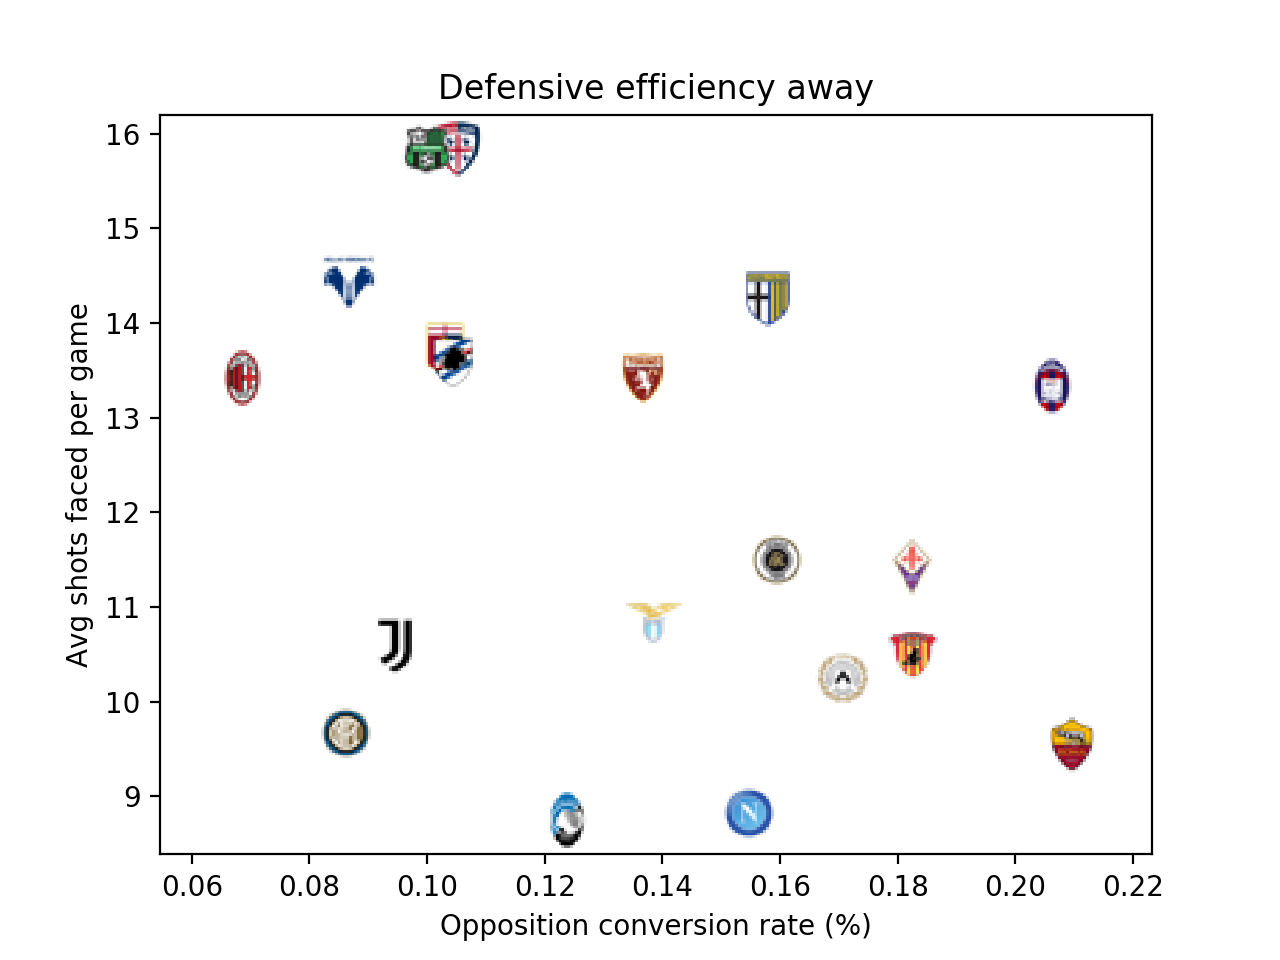 Defensive efficiency away
Avg shots faced per game
16
15
14
13
12
11
10
9
0.06 0.08 0.10 0.12 0.14 0.16 0.18 0.20 0.22
Opposition conversion rate (%)